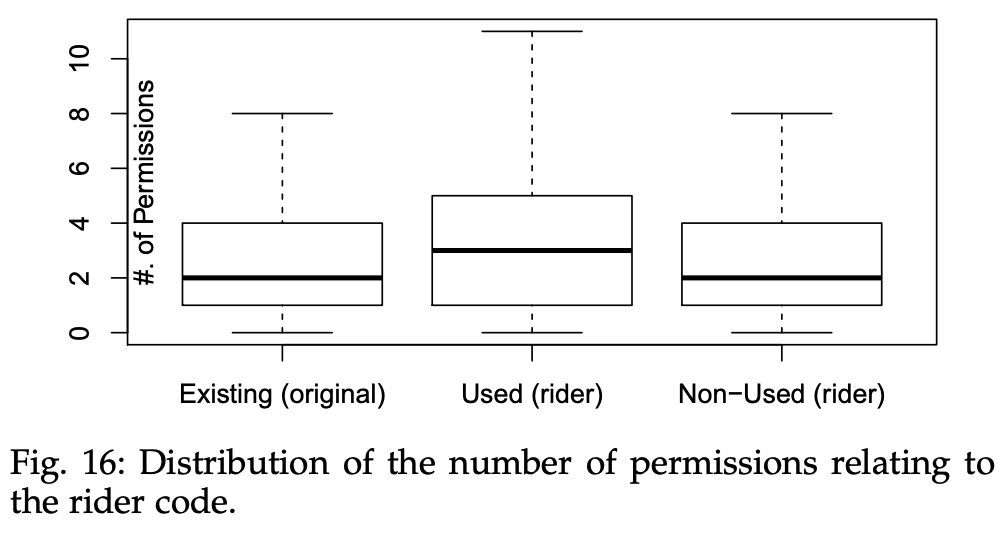 10
8
6
4
2
0
#. of Permissions
Existing (original)
Used (rider)
Non−Used (rider)
Fig. 16: Distribution of the number of permissions relating to
the rider code.